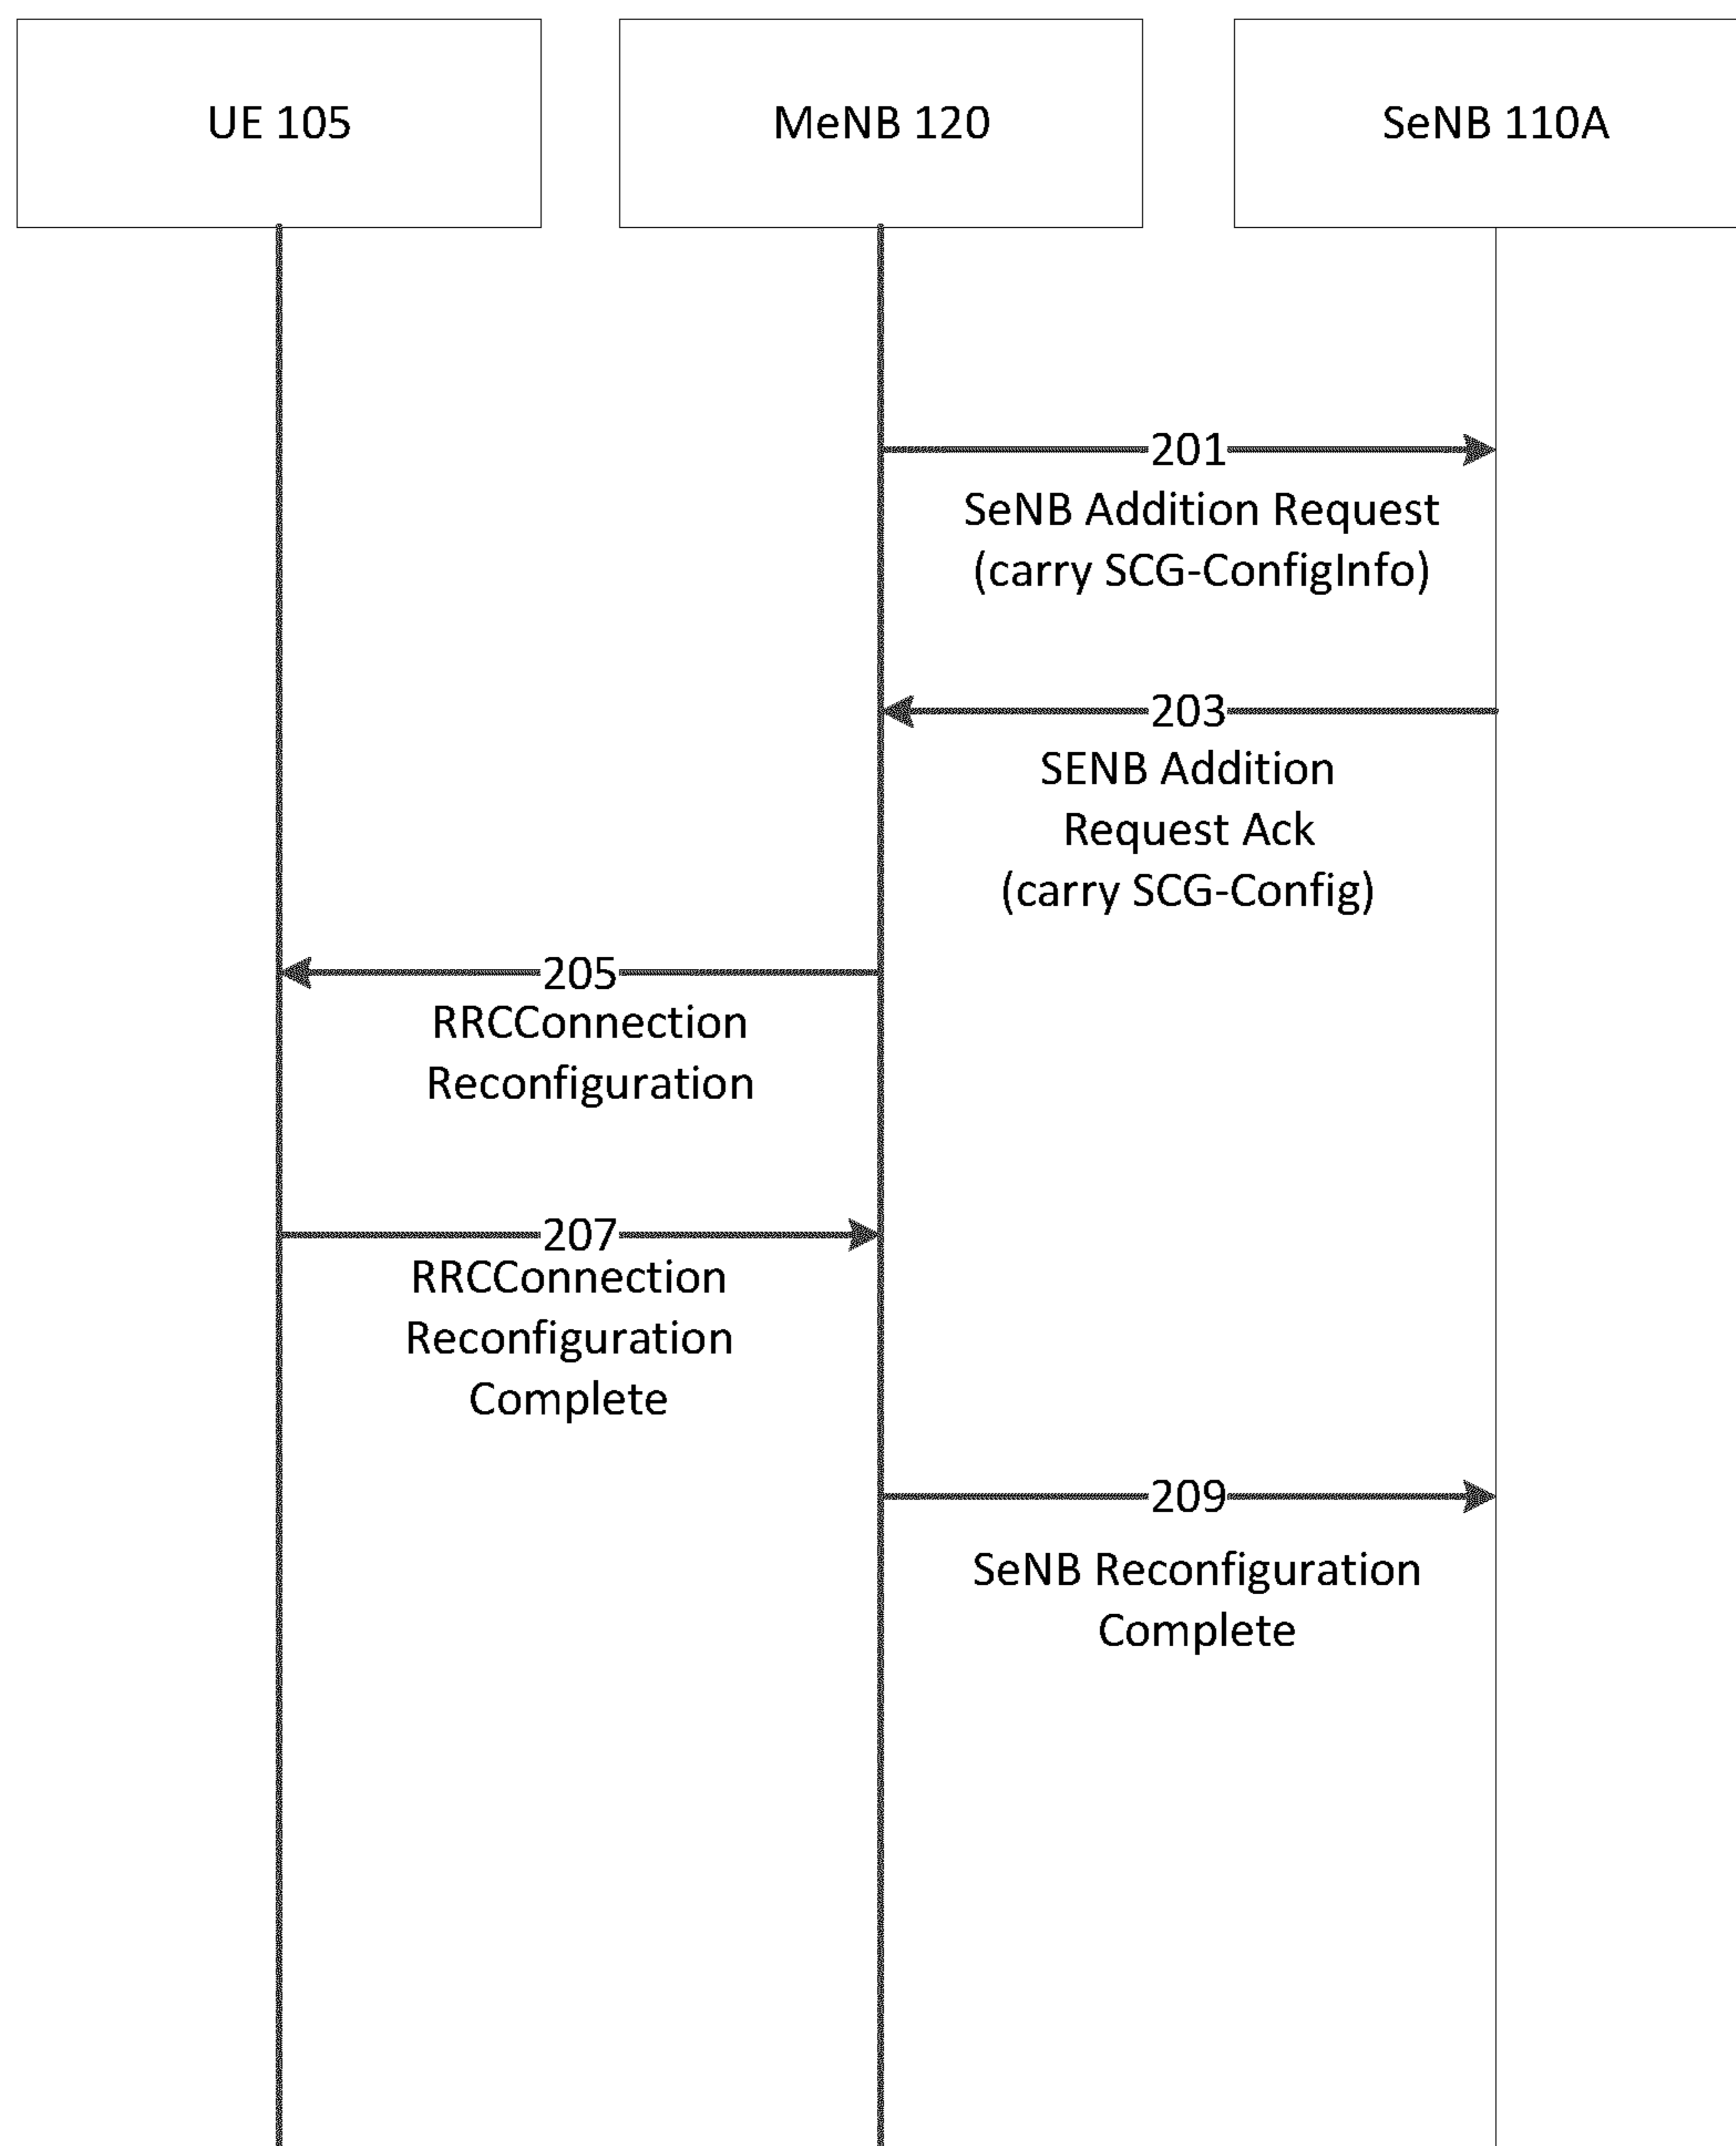 UE 105
MeNB 120
SeNB 110A
201
SeNB Addition Request
(carry SCG-ConfigInfo)
203
SENB Addition
Request Ack
(carry SCG-Config)
205
RRCConnection
Reconfiguration
207
RRCConnection
Reconfiguration
Complete
209
SeNB Reconfiguration
Complete